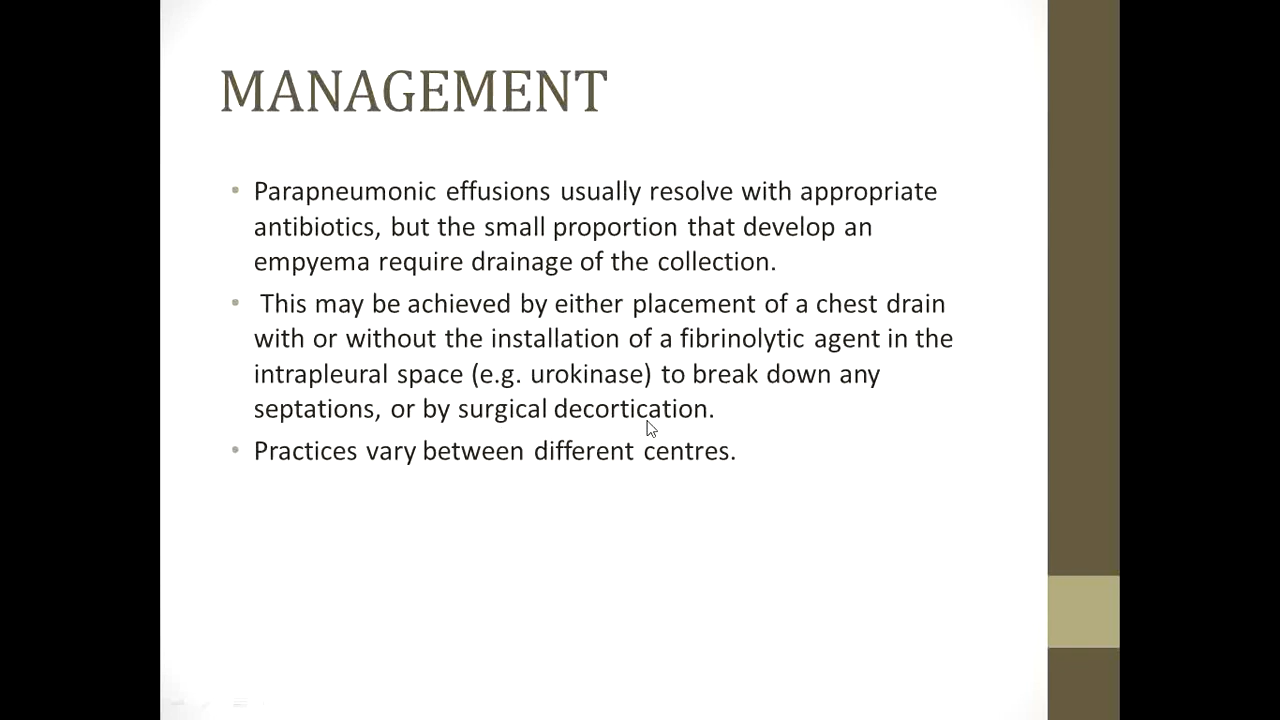 MANAGEMENT
• Parapneumonic effusions usually resolve with appropriate
antibiotics, but the small proportion that develop an
empyema require drainage of the collection.
• This may be achieved by either placement of a chest drain
with or without the installation of a fibrinolytic agent in the
intrapleural space (e.g. urokinase) to break down any
septations, or by surgical decortication.
• Practices vary between different centres.